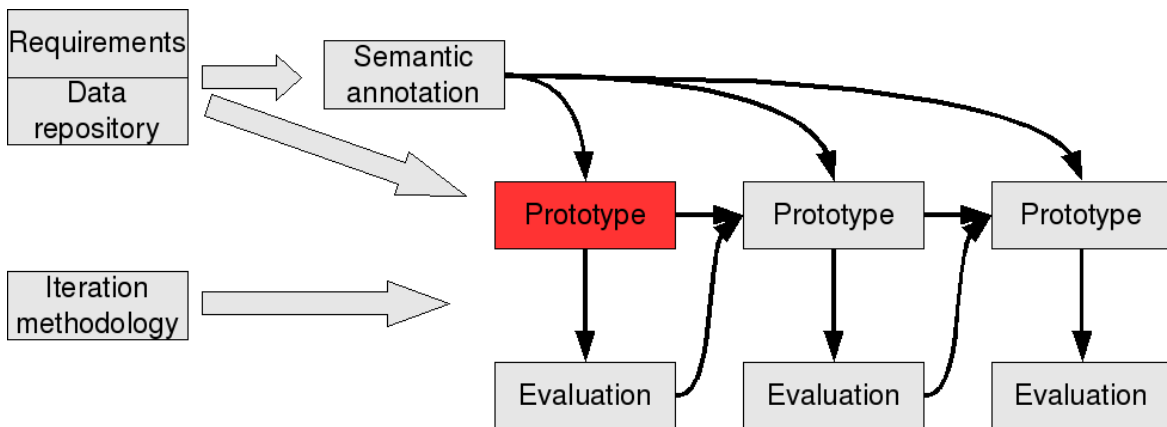 Requirements
Data
repository
Semantic
annotation
Prototype
Prototype
Prototype
Iteration
methodology
Evaluation
Evaluation
Evaluation